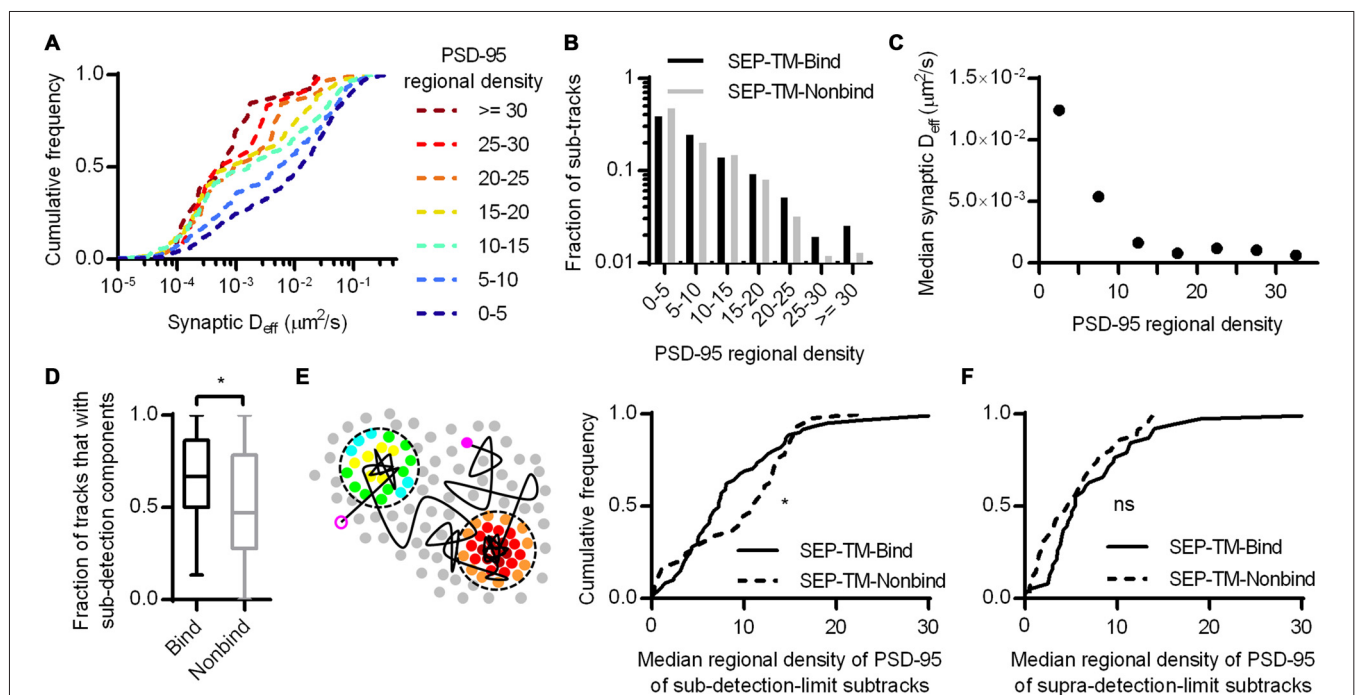 A
PSD-95
regional density
>= 30
25-30
20-25
15-20
10-15
5-10
0-5
Cumulative frequency
1.0
0.5
0.0
10-5
10-4
10-3
10-2
10-1
Synaptic Deff (μm2/s)
B
SEP-TM-Bind
SEP-TM-Nonbind
Fraction of sub-tracks
1
0.1
0.01
0-5
5-10
10-15
15-20
20-25
25-30
>= 30
PSD-95 regional density
C
Median synaptic Deff (μm2/s)
1.5×10-2
1.0×10-2
5.0×10-3
0
0
10
20
30
PSD-95 regional density
D
*
Fraction of tracks that with
sub-detection components
1.0
0.5
0.0
Bind
Nonbind
E
Cumulative frequency
1.0
0.5
0.0
*
SEP-TM-Bind
SEP-TM-Nonbind
0
10
20
30
Median regional density of PSD-95
of sub-detection-limit subtracks
F
1.0
0.5
0.0
ns
SEP-TM-Bind
SEP-TM-Nonbind
0
10
20
30
Median regional density of PSD-95
of supra-detection-limit subtracks